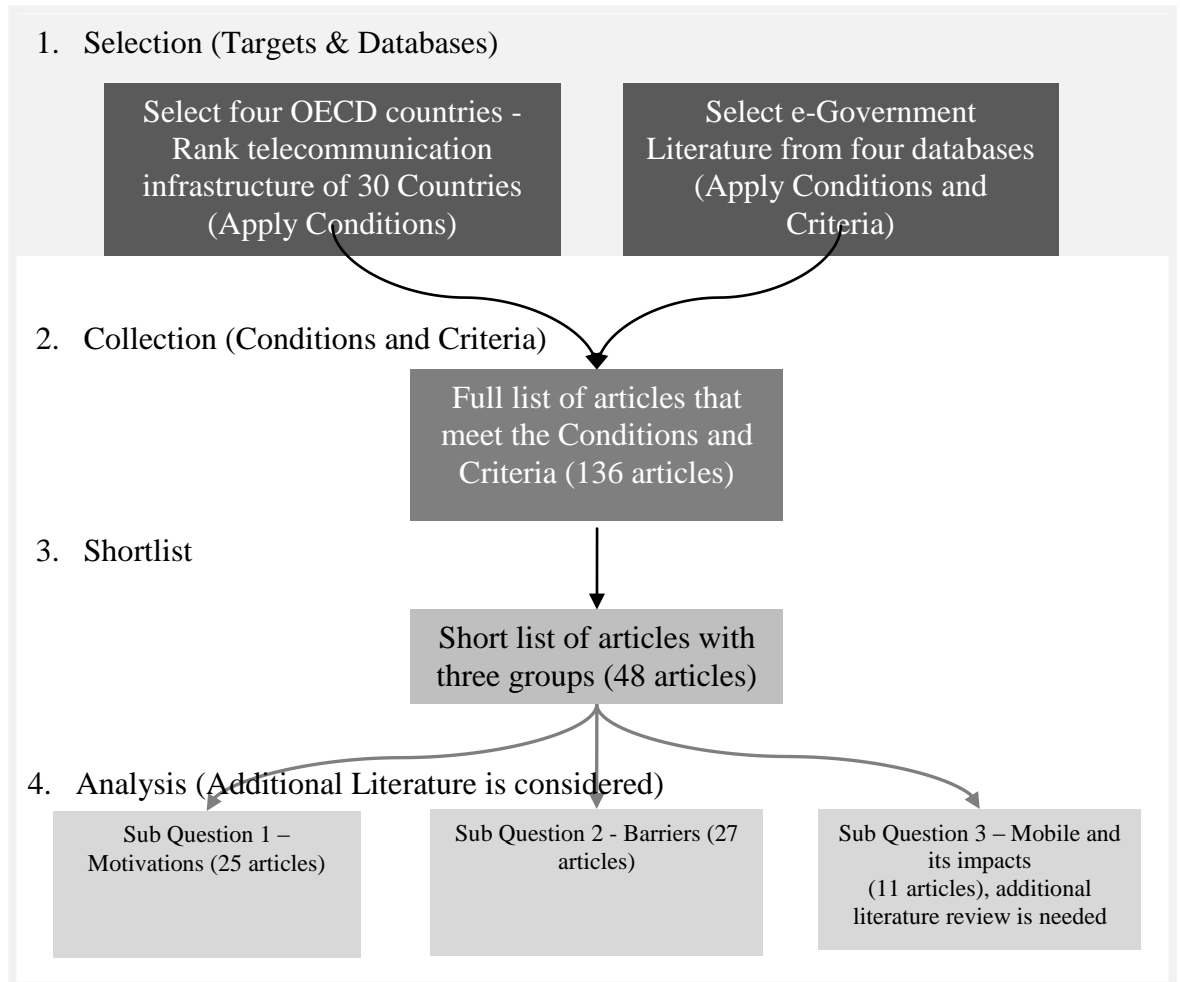 1. Selection (Targets & Databases)
Select four OECD countries -
Rank telecommunication
infrastructure of 30 Countries
(Apply Conditions)
Select e-Government
Literature from four databases
(Apply Conditions and
Criteria)
2. Collection (Conditions and Criteria)
Full list of articles that
meet the Conditions and
Criteria (136 articles)
3. Shortlist
Short list of articles with
three groups (48 articles)
4. Analysis (Additional Literature is considered)
Sub Question 1 –
Motivations (25 articles)
Sub Question 2 - Barriers (27
articles)
Sub Question 3 – Mobile and
its impacts
(11 articles), additional
literature review is needed